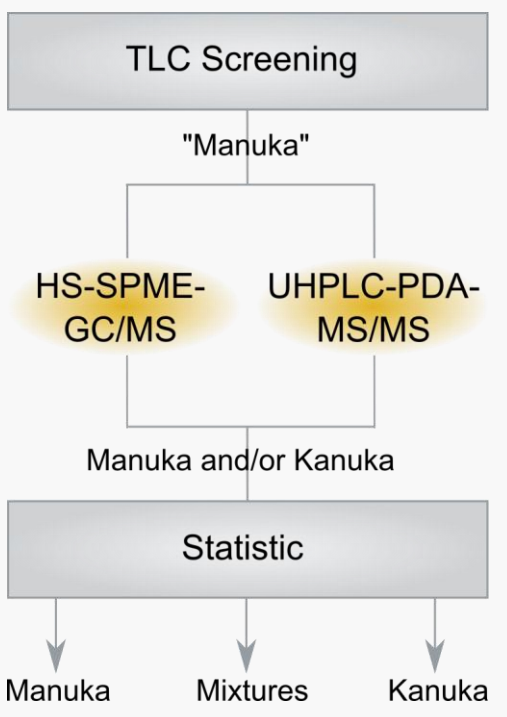 TLC Screening
"Manuka"
HS-SPME-
GC/MS
UHPLC-PDA-
MS/MS
Manuka and/or Kanuka
Statistic
Manuka
Mixtures
Kanuka